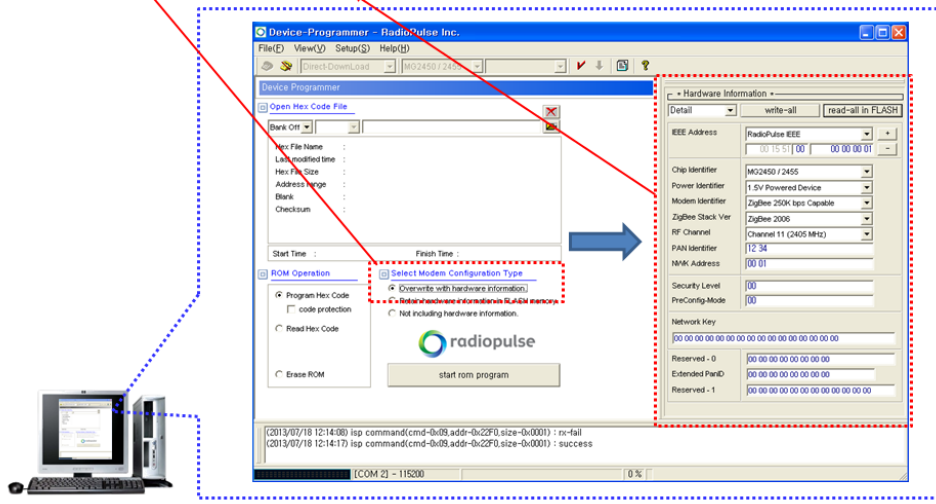 Device-Programmer - RadioPulse Inc.
File(F) View(V) Setup(S) Help(H)
Direct-DownLoad MG2450 / 2455
Device Programmer
Open Hex Code File
Bank Off
Hex File Name :
Last modified time :
Hex File Size :
Address range :
Blank :
Checksum :
Start Time : Finish Time :
ROM Operation
Program Hex Code
code protection
Read Hex Code
Erase ROM
Select Modem Configuration Type
Overwrite with hardware information.
Retain hardware information in FLASH memory.
Not including hardware information.
radiopulse
start rom program
* Hardware Information *
Detail write-all read-all in FLASH
IEEE Address RadioPulse IEEE +
00 15 51 00 00 00 00 01 -
Chip Identifier MG2450 / 2455
Power Identifier 1.5V Powered Device
Modem Identifier ZigBee 250K bps Capable
ZigBee Stack Ver ZigBee 2006
RF Channel Channel 11 (2405 MHz)
PAN Identifier 12 34
NWK Address 00 01
Security Level 00
PreConfig-Mode 00
Network Key
00 00 00 00 00 00 00 00 00 00 00 00 00 00 00 00
Reserved - 0 00 00 00 00 00 00 00 00
Extended PanID 00 00 00 00 00 00 00 00
Reserved - 1 00 00 00 00 00 00 00 00 00 00 00 00
(2013/07/18 12:14:08) isp command(cmd-0x09,addr-0x22F0,size-0x0001) : rx-fail
(2013/07/18 12:14:17) isp command(cmd-0x09,addr-0x22F0,size-0x0001) : success
[COM 2] - 115200 0 %